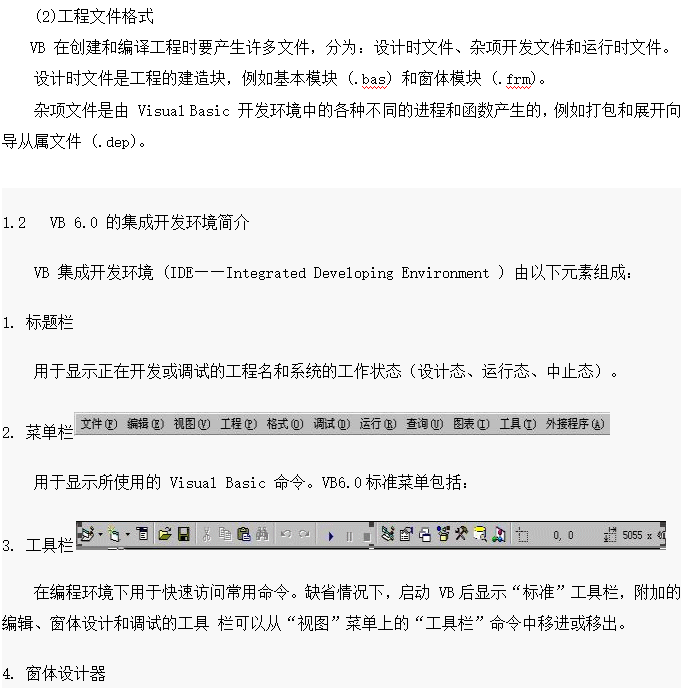 (2)工程文件格式
VB 在创建和编译工程时要产生许多文件，分为：设计时文件、杂项开发文件和运行时文件。
设计时文件是工程的建造块，例如基本模块 (.bas) 和窗体模块 (.frm)。
杂项文件是由 Visual Basic 开发环境中的各种不同的进程和函数产生的，例如打包和展开向
导从属文件 (.dep)。
1.2 VB 6.0 的集成开发环境简介
VB 集成开发环境（IDE——Integrated Developing Environment ）由以下元素组成：
1. 标题栏
用于显示正在开发或调试的工程名和系统的工作状态（设计态、运行态、中止态）。
2. 菜单栏 文件(F) 编辑(E) 视图(V) 工程(P) 格式(O) 调试(D) 运行(R) 查询(U) 图表(I) 工具(T) 外接程序(A)
用于显示所使用的 Visual Basic 命令。VB6.0标准菜单包括：
3. 工具栏 0, 0 5055 x
在编程环境下用于快速访问常用命令。缺省情况下，启动 VB后显示“标准”工具栏，附加的
编辑、窗体设计和调试的工具 栏可以从“视图”菜单上的“工具栏”命令中移进或移出。
4. 窗体设计器